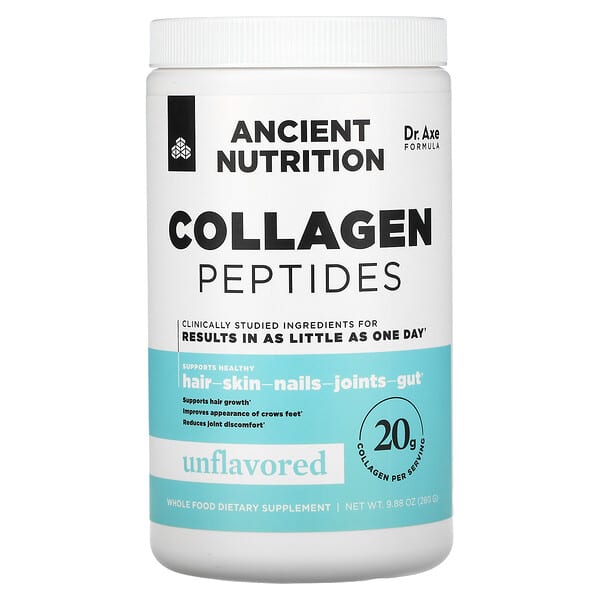 ANCIENT
NUTRITION
Dr. Axe
FORMULA
COLLAGEN
PEPTIDES
CLINICALLY STUDIED INGREDIENTS FOR
RESULTS IN AS LITTLE AS ONE DAY*
SUPPORTS HEALTHY
hair–skin–nails–joints–gut*
Supports hair growth*
Improves appearance of crows feet*
Reduces joint discomfort*
20g
COLLAGEN PER SERVING
unflavored
WHOLE FOOD DIETARY SUPPLEMENT | NET WT. 9.88 OZ (280 G)